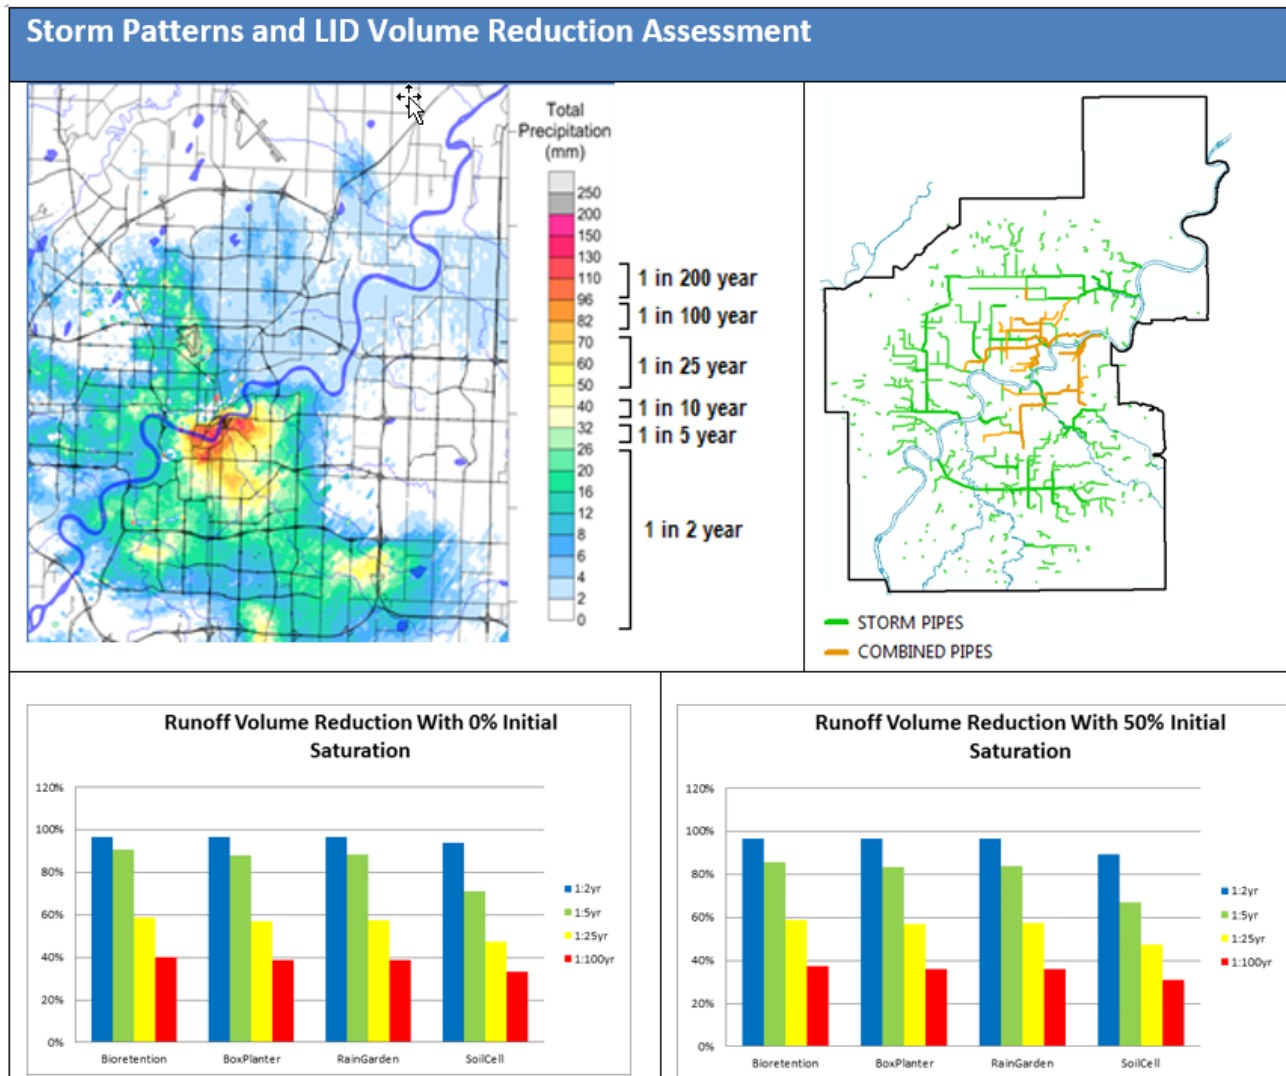 Storm Patterns and LID Volume Reduction Assessment
Total
Precipitation
(mm)
250
200
150
130
110
96
82
70
60
50
40
32
26
20
16
12
8
6
4
2
0
1 in 200 year
1 in 100 year
1 in 25 year
1 in 10 year
1 in 5 year
1 in 2 year
STORM PIPES
COMBINED PIPES
Runoff Volume Reduction With 0% Initial
Saturation
120%
100%
80%
60%
40%
20%
0%
Bioretention BoxPlanter RainGarden SoilCell
1:2yr
1:5yr
1:25yr
1:100yr
Runoff Volume Reduction With 50% Initial
Saturation
120%
100%
80%
60%
40%
20%
0%
Bioretention BoxPlanter RainGarden SoilCell
1:2yr
1:5yr
1:25yr
1:100yr